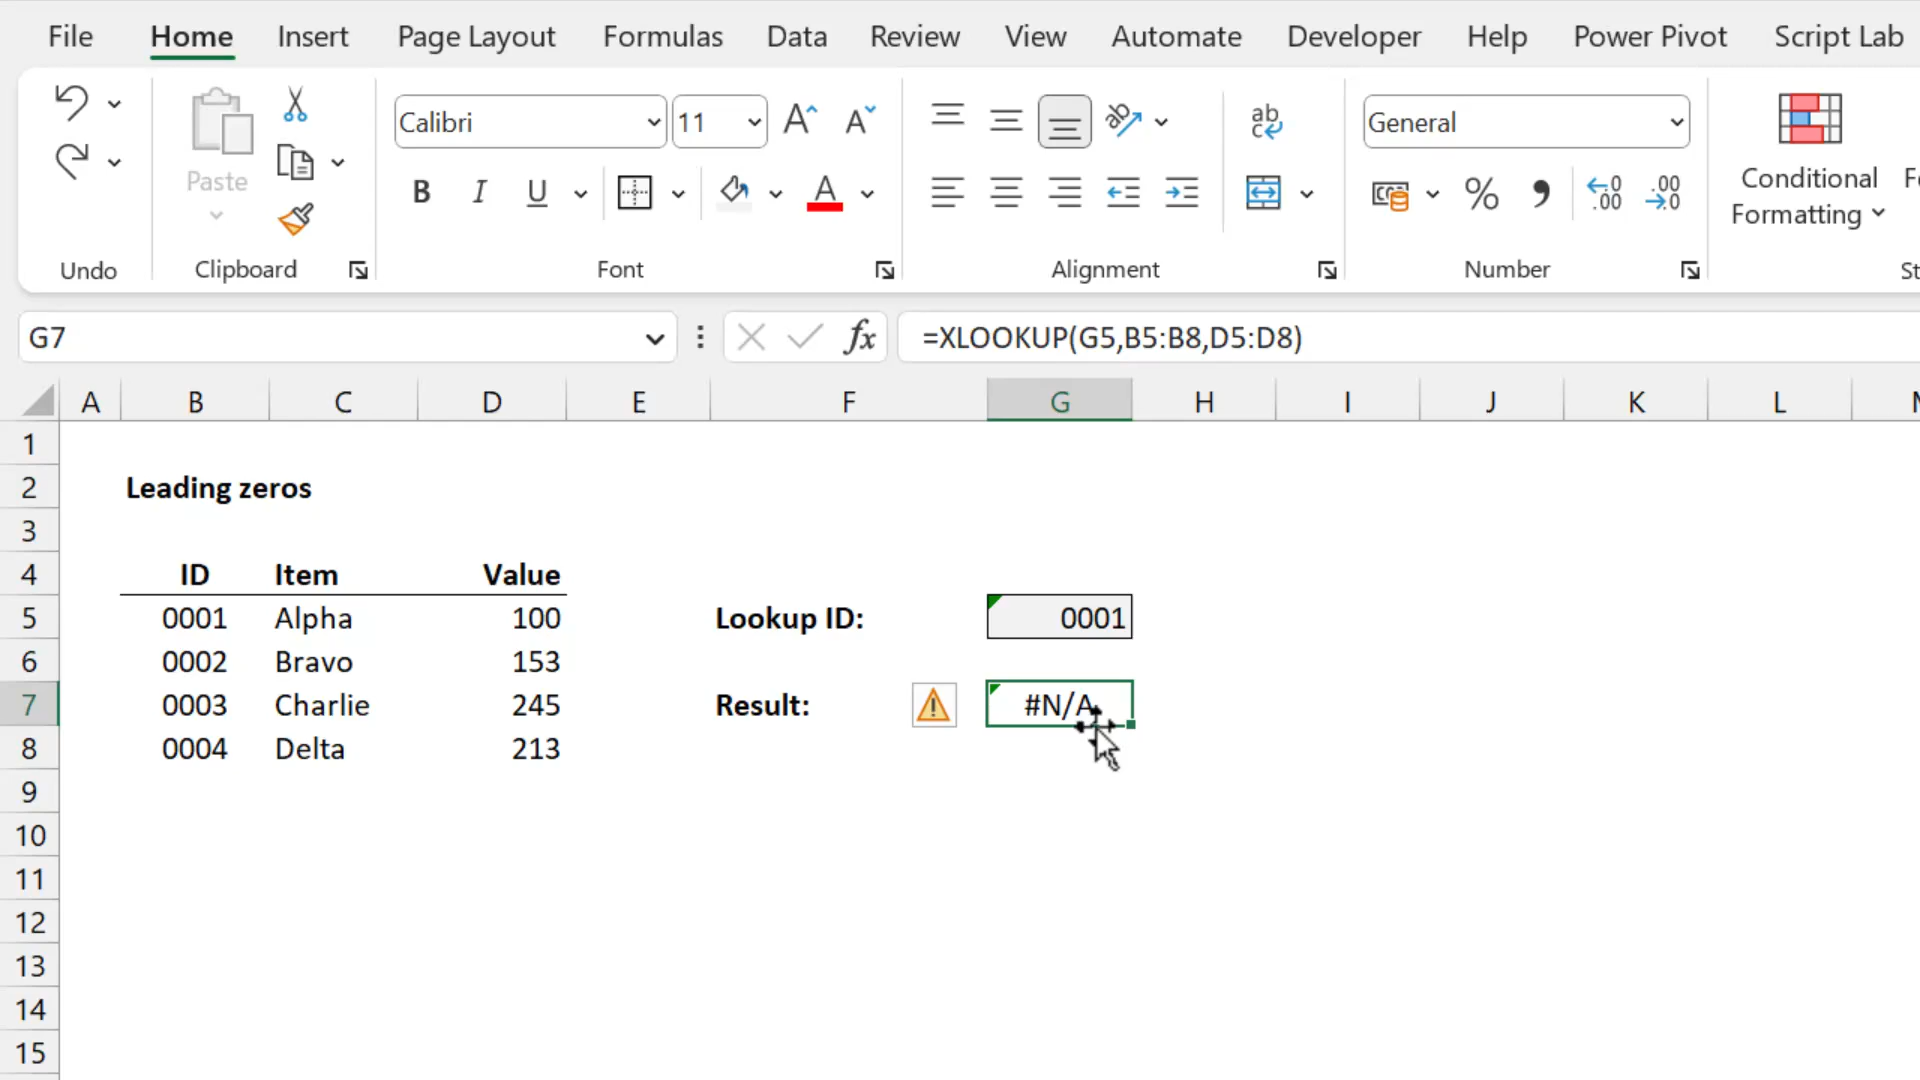 File Home Insert Page Layout Formulas Data Review View Automate Developer Help Power Pivot Script Lab
Calibri 11 General
Paste
Conditional Formatting
Undo Clipboard Font Alignment Number
G7 =XLOOKUP(G5,B5:B8,D5:D8)
A B C D E F G H I J K L
1
2 Leading zeros
3
4 ID Item Value
5 0001 Alpha 100 Lookup ID: 0001
6 0002 Bravo 153
7 0003 Charlie 245 Result: #N/A
8 0004 Delta 213
9
10
11
12
13
14
15